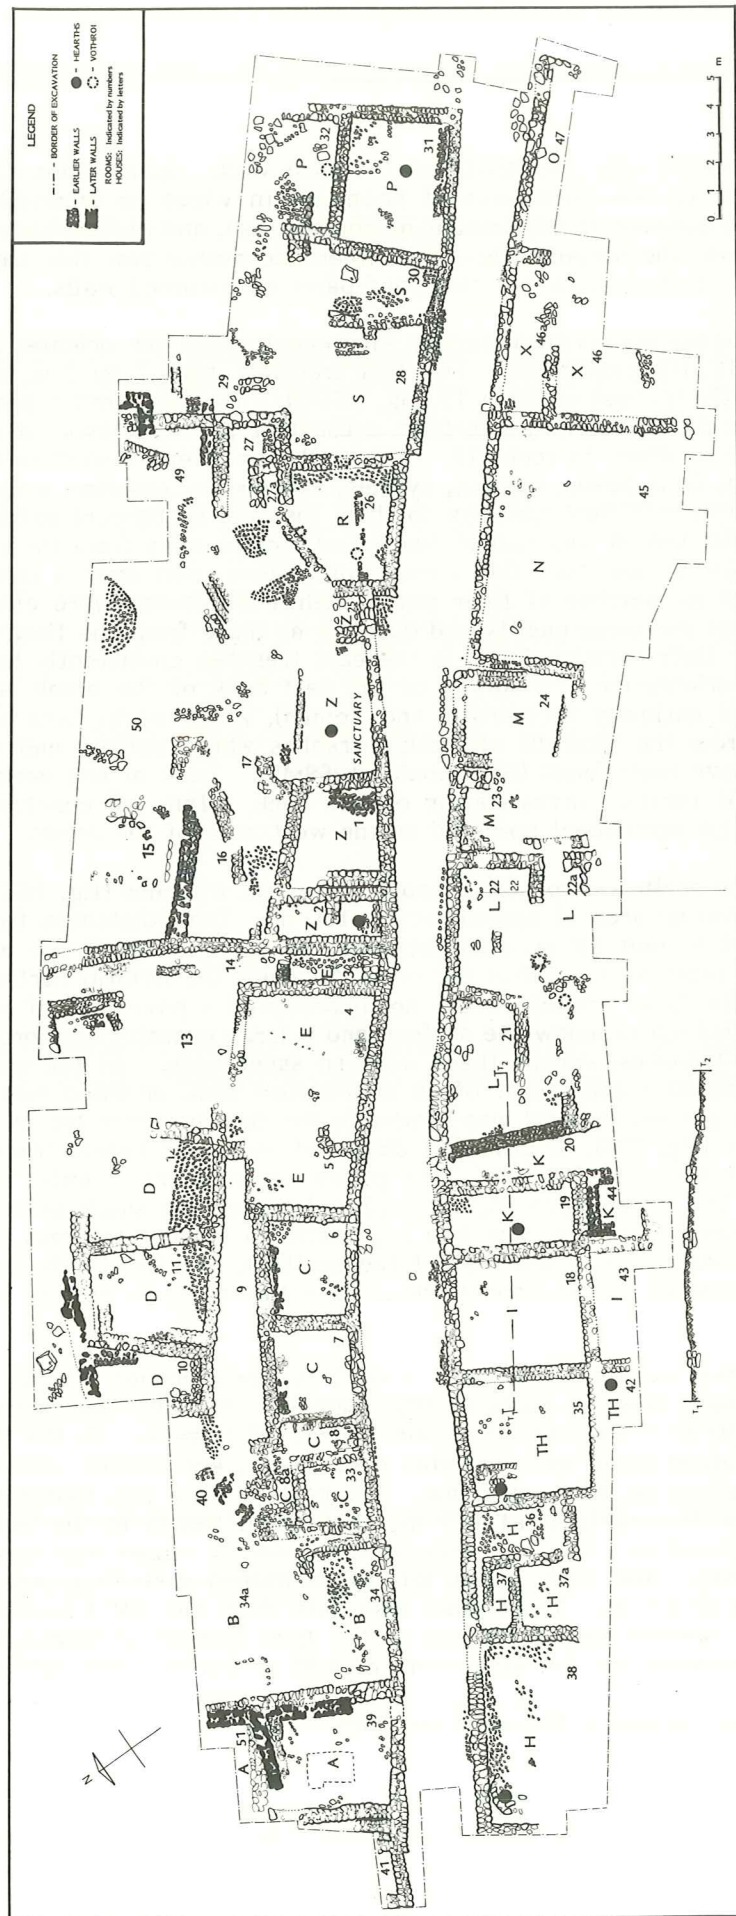 LEGEND
— · — - BORDER OF EXCAVATION
- EARLIER WALLS
- HEARTHS
- LATER WALLS
- VOTHROI
ROOMS: Indicated by numbers
HOUSES: Indicated by letters
0 1 2 3 4 5 m
N
P 32
P 31
S 30
S 28
29
27
27a
49
R 26
Z 25
Z SANCTUARY
17
50
15
16
Z 1
Z 2
14
13
E 4
E 5
D
D 11
D 10
9
C 6
C 7
C 8
C 8a
C 33
40
B 34a
B 34
A 51
A 39
41
47
X 46a
X 46
45
N
M 24
M 23
L 22
22
L 22a
L 21
T₂
K 20
K 19
K 44
I 18
I 43
TH 35
T₁
TH 42
H 36
H 37
H 37a
H 38
T₁ T₂